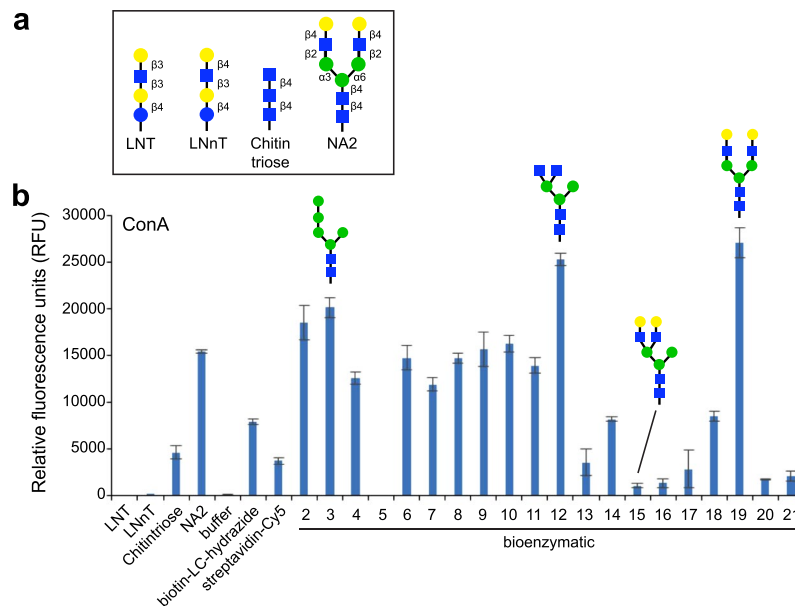 a
β4 β4
β3 β4 β4 β2 β2
β3 β3 β4 α3 α6
β4 β4 β4 β4
β4
LNT LNnT Chitin NA2
triose
b
30000 ConA
25000
20000
15000
10000
5000
0
Relative fluorescence units (RFU)
LNT LNnT Chitintriose NA2 buffer biotin-LC-hydrazide streptavidin-Cy5 2 3 4 5 6 7 8 9 10 11 12 13 14 15 16 17 18 19 20 21
bioenzymatic